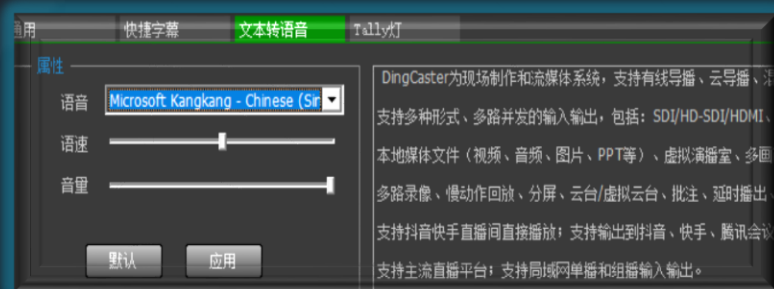 通用 快捷字幕 文本转语音 Tally灯
属性
语音 Microsoft Kangkang - Chinese (Sir
语速
音量
默认 应用
DingCaster为现场制作和流媒体系统，支持有线导播、云导播、
支持多种形式、多路并发的输入输出，包括：SDI/HD-SDI/HDMI、
本地媒体文件（视频、音频、图片、PPT等）、虚拟演播室、多画
多路录像、慢动作回放、分屏、云台/虚拟云台、批注、延时播出、
支持抖音快手直播间直接播放；支持输出到抖音、快手、腾讯会议
支持主流直播平台；支持局域网单播和组播输入输出。